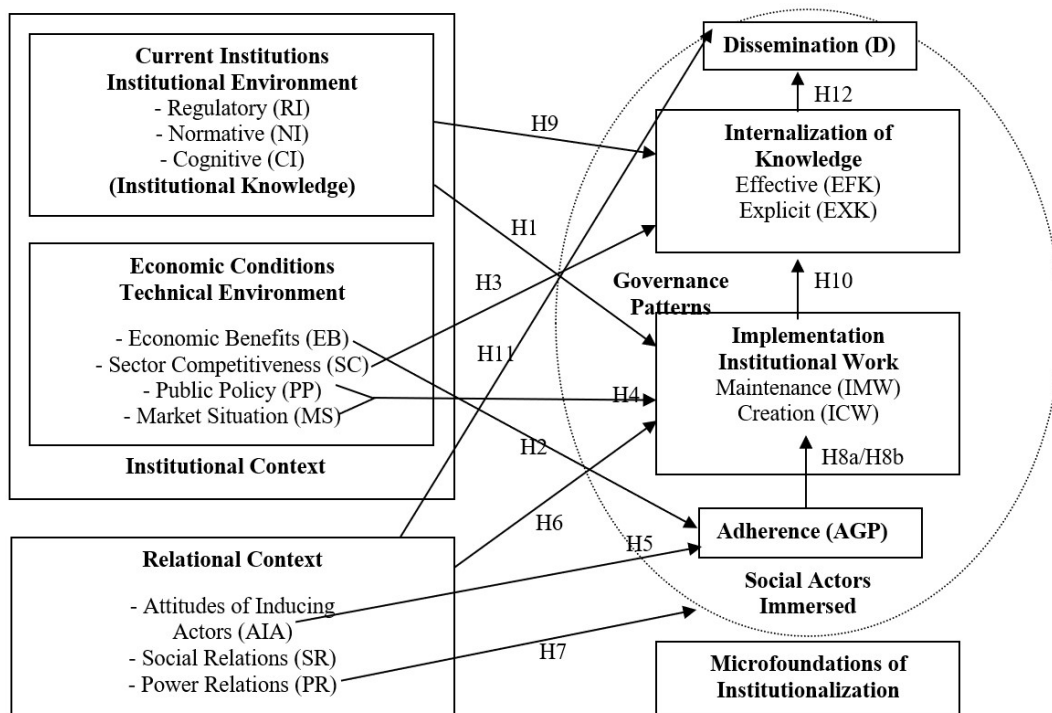 Current Institutions
Institutional Environment
- Regulatory (RI)
- Normative (NI)
- Cognitive (CI)
(Institutional Knowledge)
Economic Conditions
Technical Environment
- Economic Benefits (EB)
- Sector Competitiveness (SC)
- Public Policy (PP)
- Market Situation (MS)
Institutional Context
Relational Context
- Attitudes of Inducing
Actors (AIA)
- Social Relations (SR)
- Power Relations (PR)
H9
H1
H3
H11
H4
H2
H6
H5
H7
Dissemination (D)
H12
Internalization of
Knowledge
Effective (EFK)
Explicit (EXK)
H10
Governance
Patterns
Implementation
Institutional Work
Maintenance (IMW)
Creation (ICW)
H8a/H8b
Adherence (AGP)
Social Actors
Immersed
Microfoundations of
Institutionalization